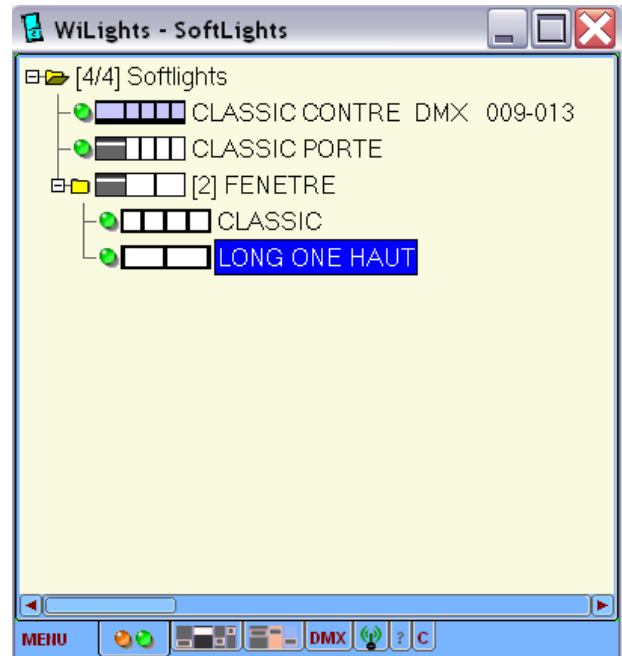 WiLights - SoftLights
[4/4] Softlights
CLASSIC CONTRE DMX 009-013
CLASSIC PORTE
[2] FENETRE
CLASSIC
LONG ONE HAUT
MENU DMX ? C